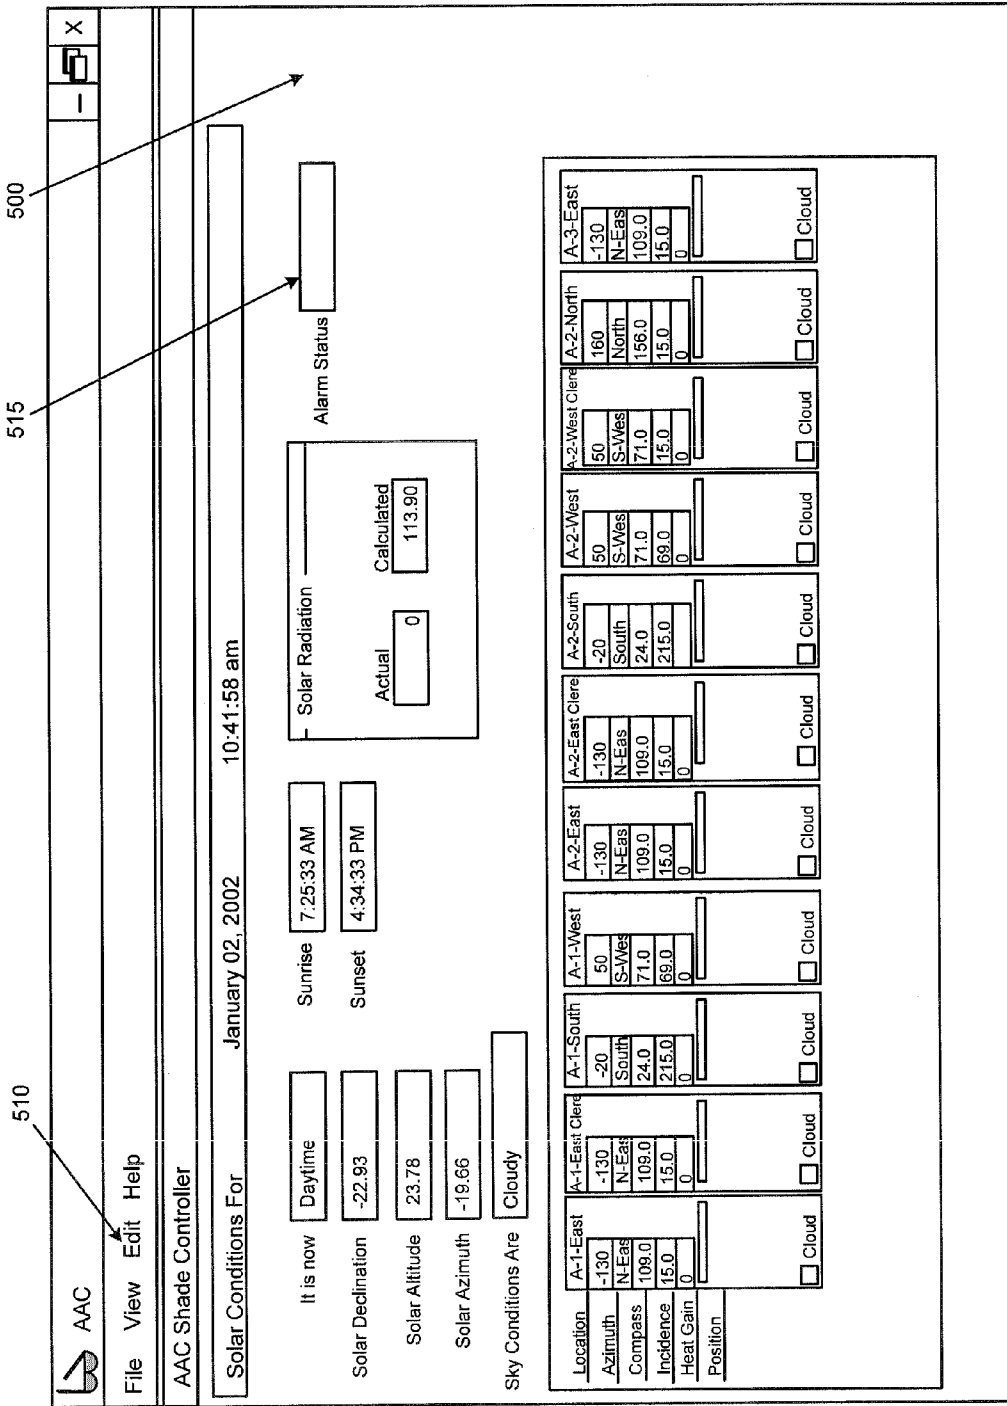 510
515
500
AAC
– X
File View Edit Help
AAC Shade Controller
Solar Conditions For January 02, 2002 10:41:58 am
It is now Daytime
Solar Declination -22.93
Solar Altitude 23.78
Solar Azimuth -19.66
Sky Conditions Are Cloudy
Sunrise 7:25:33 AM
Sunset 4:34:33 PM
Solar Radiation
Actual Calculated
0 113.90
Alarm Status
Location A-1-East A-1-East Clere A-1-South A-1-West A-2-East A-2-East Clere A-2-South A-2-West A-2-West Clere A-2-North A-3-East
Azimuth -130 -130 -20 50 -130 -130 -20 50 50 160 -130
Compass N-Eas N-Eas South S-Wes N-Eas N-Eas South S-Wes S-Wes North N-Eas
Incidence 109.0 109.0 24.0 71.0 109.0 109.0 24.0 71.0 71.0 156.0 109.0
Heat Gain 15.0 15.0 215.0 69.0 15.0 15.0 215.0 69.0 15.0 15.0 15.0
Position 0 0 0 0 0 0 0 0 0 0
Cloud Cloud Cloud Cloud Cloud Cloud Cloud Cloud Cloud Cloud Cloud